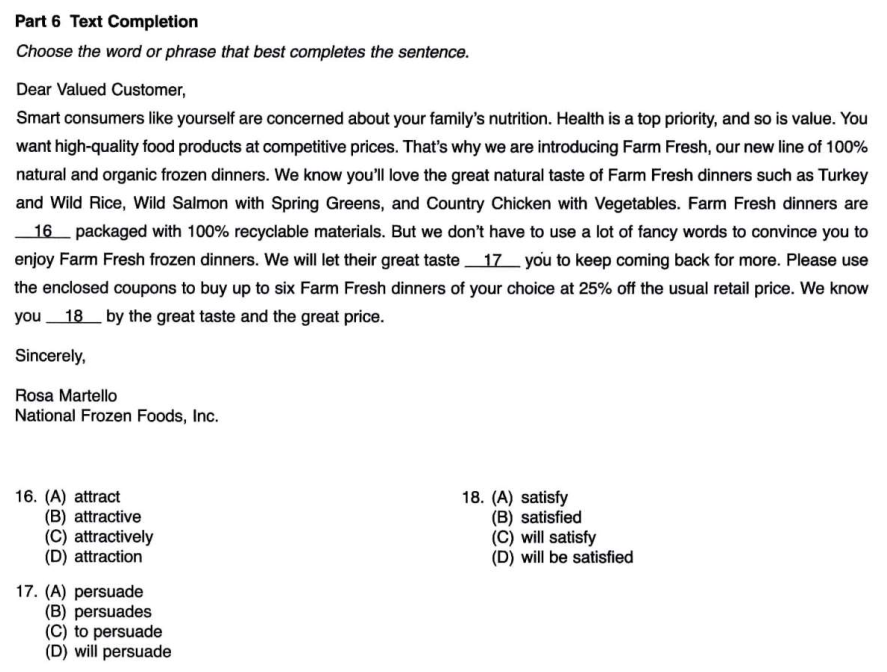 Part 6 Text Completion
Choose the word or phrase that best completes the sentence.
Dear Valued Customer,
Smart consumers like yourself are concerned about your family's nutrition. Health is a top priority, and so is value. You
want high-quality food products at competitive prices. That's why we are introducing Farm Fresh, our new line of 100%
natural and organic frozen dinners. We know you'll love the great natural taste of Farm Fresh dinners such as Turkey
and Wild Rice, Wild Salmon with Spring Greens, and Country Chicken with Vegetables. Farm Fresh dinners are
__16__ packaged with 100% recyclable materials. But we don't have to use a lot of fancy words to convince you to
enjoy Farm Fresh frozen dinners. We will let their great taste __17__ you to keep coming back for more. Please use
the enclosed coupons to buy up to six Farm Fresh dinners of your choice at 25% off the usual retail price. We know
you __18__ by the great taste and the great price.
Sincerely,
Rosa Martello
National Frozen Foods, Inc.
16. (A) attract
(B) attractive
(C) attractively
(D) attraction
17. (A) persuade
(B) persuades
(C) to persuade
(D) will persuade
18. (A) satisfy
(B) satisfied
(C) will satisfy
(D) will be satisfied